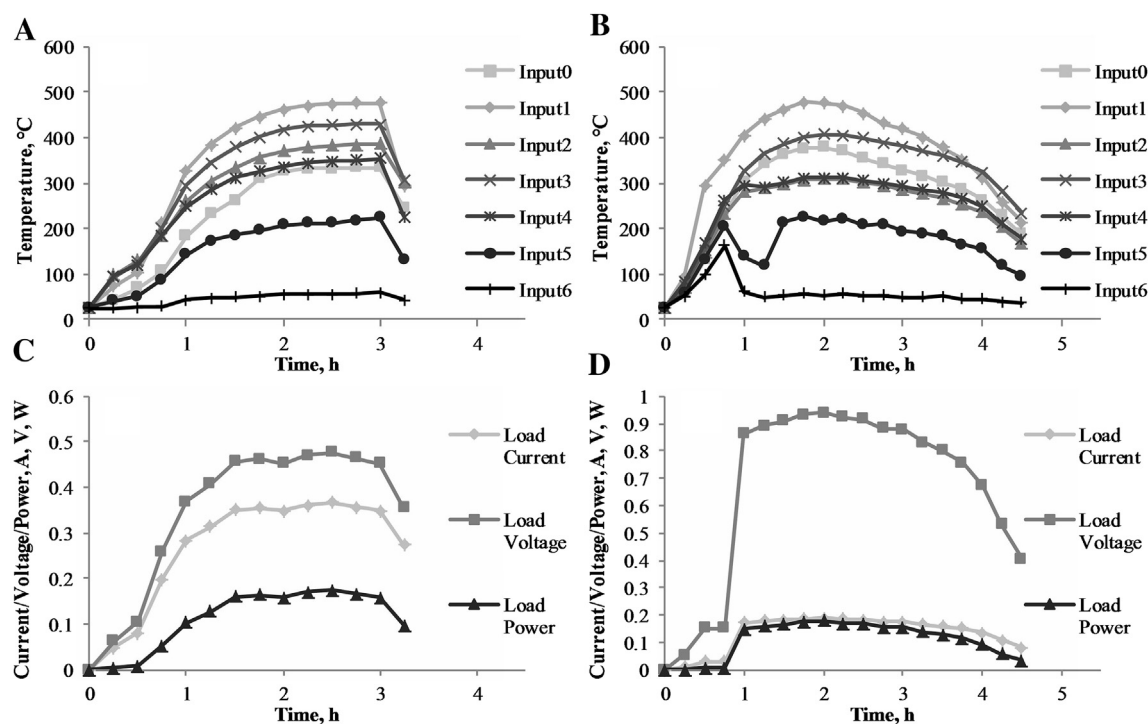 A
600
500
400
300
200
100
0
Temperature, °C
0 1 2 3 4
Time, h
Input0
Input1
Input2
Input3
Input4
Input5
Input6
B
600
500
400
300
200
100
0
Temperature, °C
0 1 2 3 4 5
Time, h
Input0
Input1
Input2
Input3
Input4
Input5
Input6
C
0.6
0.5
0.4
0.3
0.2
0.1
0
Current/Voltage/Power, A, V, W
0 1 2 3 4
Time, h
Load
Current
Load
Voltage
Load
Power
D
1
0.9
0.8
0.7
0.6
0.5
0.4
0.3
0.2
0.1
0
Current/Voltage/Power, A, V, W
0 1 2 3 4 5
Time, h
Load
Current
Load
Voltage
Load
Power